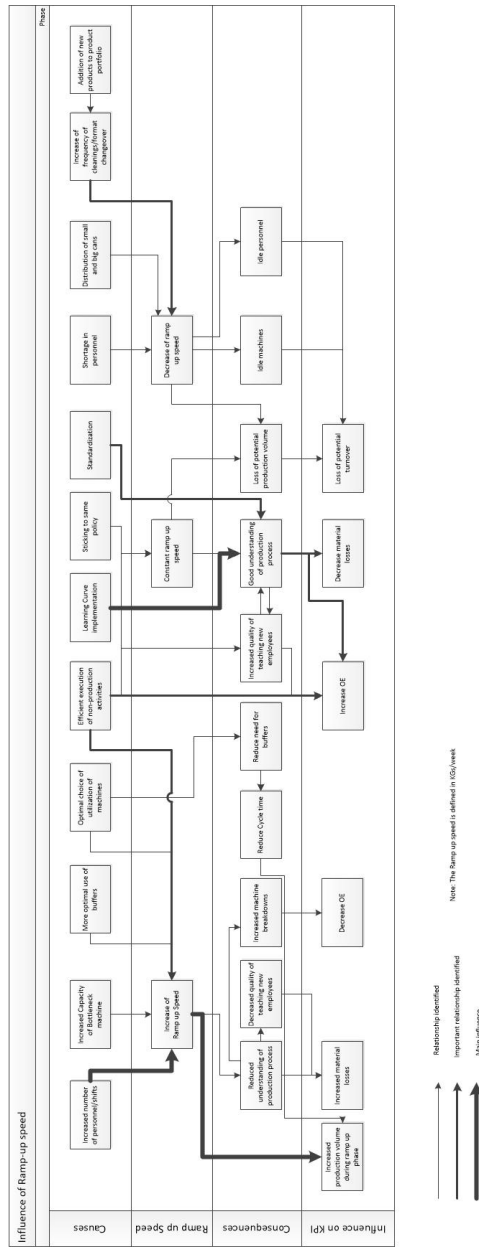 Influence of Ramp-up speed
Phase
Causes
Increased number
of personnel/shifts
Increased Capacity
of Bottleneck
machine
More optimal use of
buffers
Optimal choice of
utilization of
machines
Efficient execution
of non-production
activities
Learning Curve
implementation
Sticking to same
policy
Standardization
Shortage in
personnel
Distribution of small
and big cans
Increase of
frequency of
cleanings/format
changeover
Addition of new
products to product
portfolio
Ramp up Speed
Increase of
Ramp up Speed
Constant ramp up
speed
Decrease of ramp
up speed
Consequences
Reduced
understanding of
production process
Decreased quality of
teaching new
employees
Increased machine
breakdowns
Reduce Cycle time
Reduce need for
buffers
Increased quality of
teaching new
employees
Good understanding
of production
process
Loss of potential
production volume
Idle machines
Idle personnel
Influence on KPI
Increased
production volume
during ramp up
phase
Increased material
losses
Decrease OE
Increase OE
Decrease material
losses
Loss of potential
turnover
Relationship identified
Important relationship identified
Main influence
Note: The Ramp up speed is defined in KGs/week